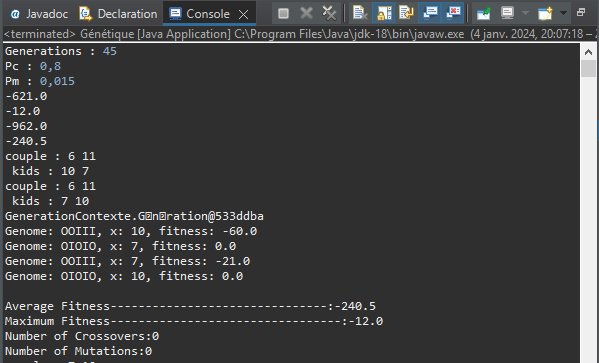 Javadoc Declaration Console
<terminated> Génétique [Java Application] C:\Program Files\Java\jdk-18\bin\javaw.exe (4 janv. 2024, 20:07:18 –
Generations : 45
Pc : 0,8
Pm : 0,015
-621.0
-12.0
-962.0
-240.5
couple : 6 11
kids : 10 7
couple : 6 11
kids : 7 10
GenerationContexte.G�n�ration@533ddba
Genome: OOIII, x: 10, fitness: -60.0
Genome: OIOIO, x: 7, fitness: 0.0
Genome: OOIII, x: 7, fitness: -21.0
Genome: OIOIO, x: 10, fitness: 0.0
Average Fitness-------------------------------:-240.5
Maximum Fitness---------------------------------:-12.0
Number of Crossovers:0
Number of Mutations:0